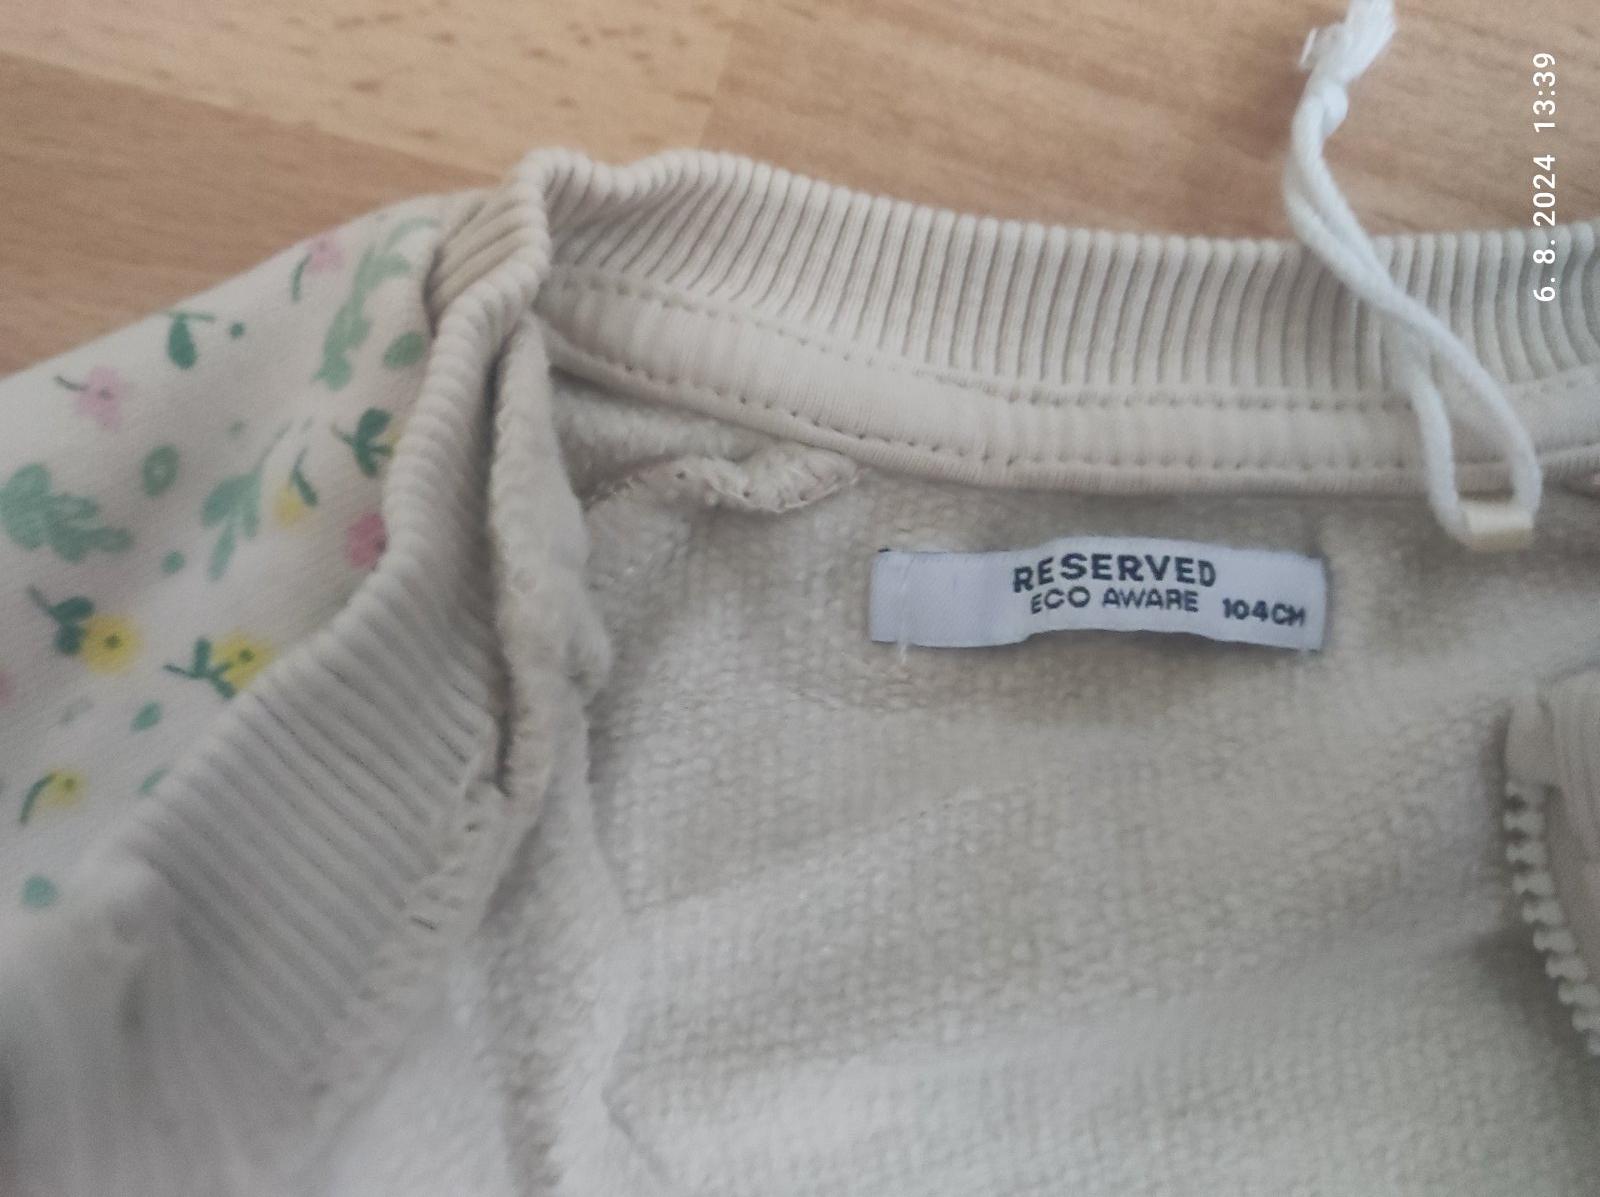 RESERVED
ECO AWARE 104CM
6. 8. 2024 13:39